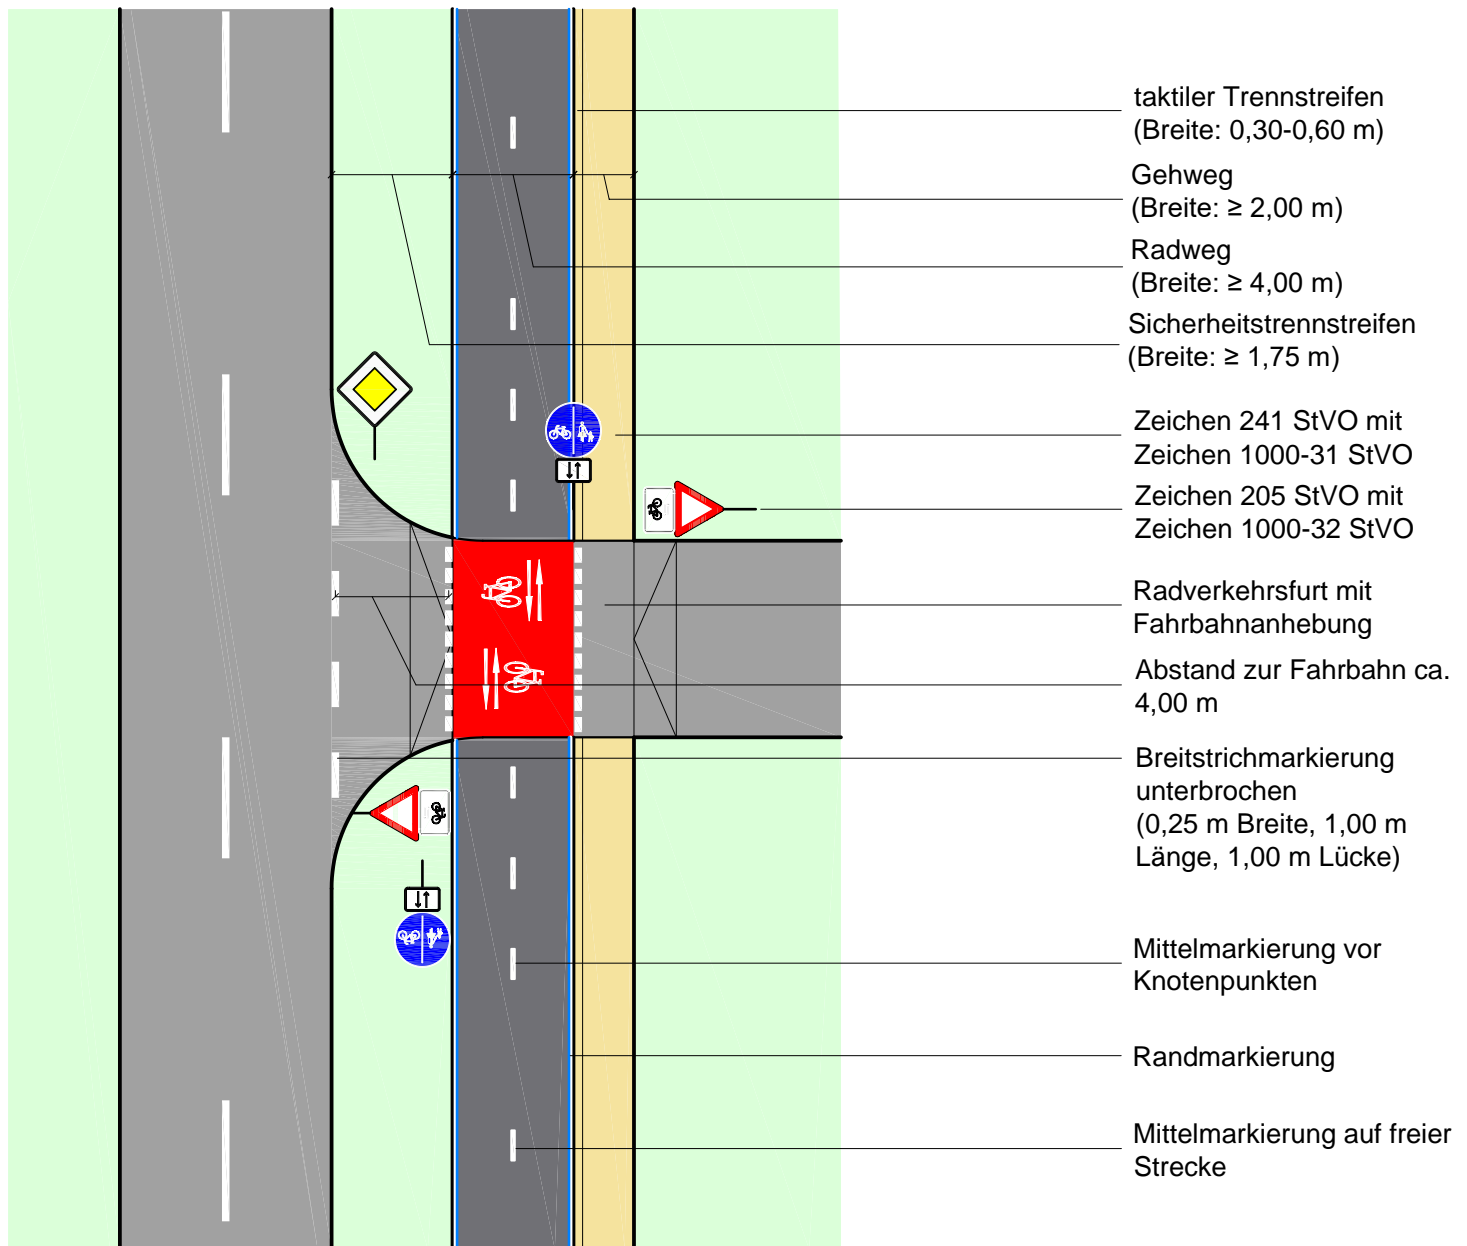 taktiler Trennstreifen
(Breite: 0,30-0,60 m)
Gehweg
(Breite: ≥ 2,00 m)
Radweg
(Breite: ≥ 4,00 m)
Sicherheitstrennstreifen
(Breite: ≥ 1,75 m)
Zeichen 241 StVO mit
Zeichen 1000-31 StVO
Zeichen 205 StVO mit
Zeichen 1000-32 StVO
Radverkehrsfurt mit
Fahrbahnanhebung
Abstand zur Fahrbahn ca.
4,00 m
Breitstrichmarkierung
unterbrochen
(0,25 m Breite, 1,00 m
Länge, 1,00 m Lücke)
Mittelmarkierung vor
Knotenpunkten
Randmarkierung
Mittelmarkierung auf freier
Strecke